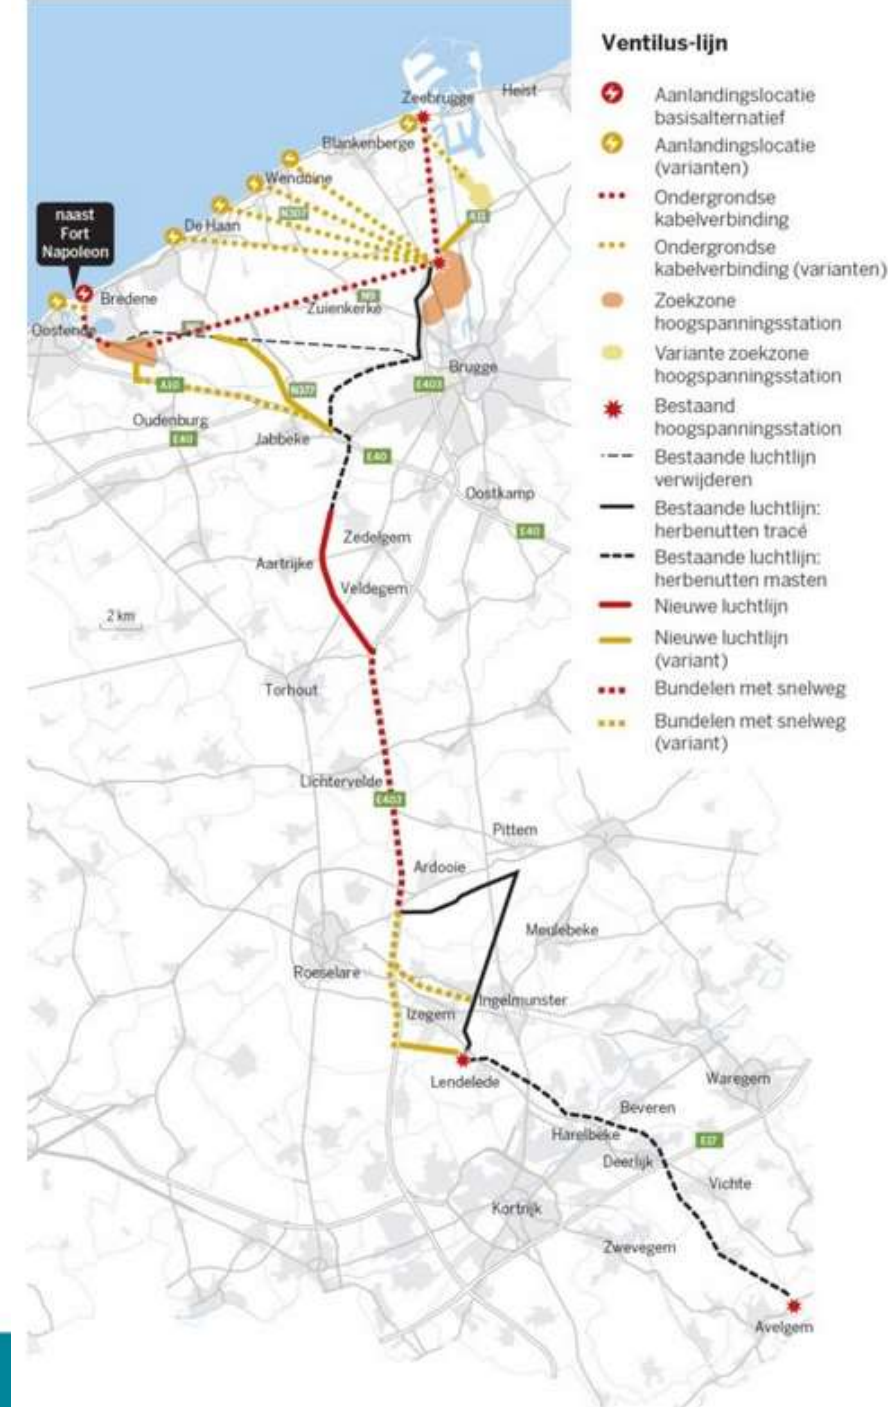 Ventilus-lijn
Aanlandingslocatie
basisalternatief
Aanlandingslocatie
(varianten)
Ondergrondse
kabelverbinding
Ondergrondse
kabelverbinding (varianten)
Zoekzone
hoogspanningsstation
Variante zoekzone
hoogspanningsstation
Bestaand
hoogspanningsstation
Bestaande luchtlijn
verwijderen
Bestaande luchtlijn:
herbenutten tracé
Bestaande luchtlijn:
herbenutten masten
Nieuwe luchtlijn
Nieuwe luchtlijn
(variant)
Bundelen met snelweg
Bundelen met snelweg
(variant)
Heist
Zeebrugge
Blankenberge
Wenduine
N307
A11
De Haan
naast
Fort
Napoleon
Bredene
N9
Zuienkerke
Oostende
N9
Brugge
E403
A10
N377
Oudenburg
E40
Jabbeke
E40
Oostkamp
E40
Zedelgem
Aartrijke
Veldegem
2 km
Torhout
Lichtervelde
E403
Pittem
Ardooie
Meulebeke
Roeselare
Ingelmunster
Izegem
Lendelede
Waregem
Beveren
Harelbeke
E17
Deerlijk
Vichte
Kortrijk
Zwevegem
Avelgem